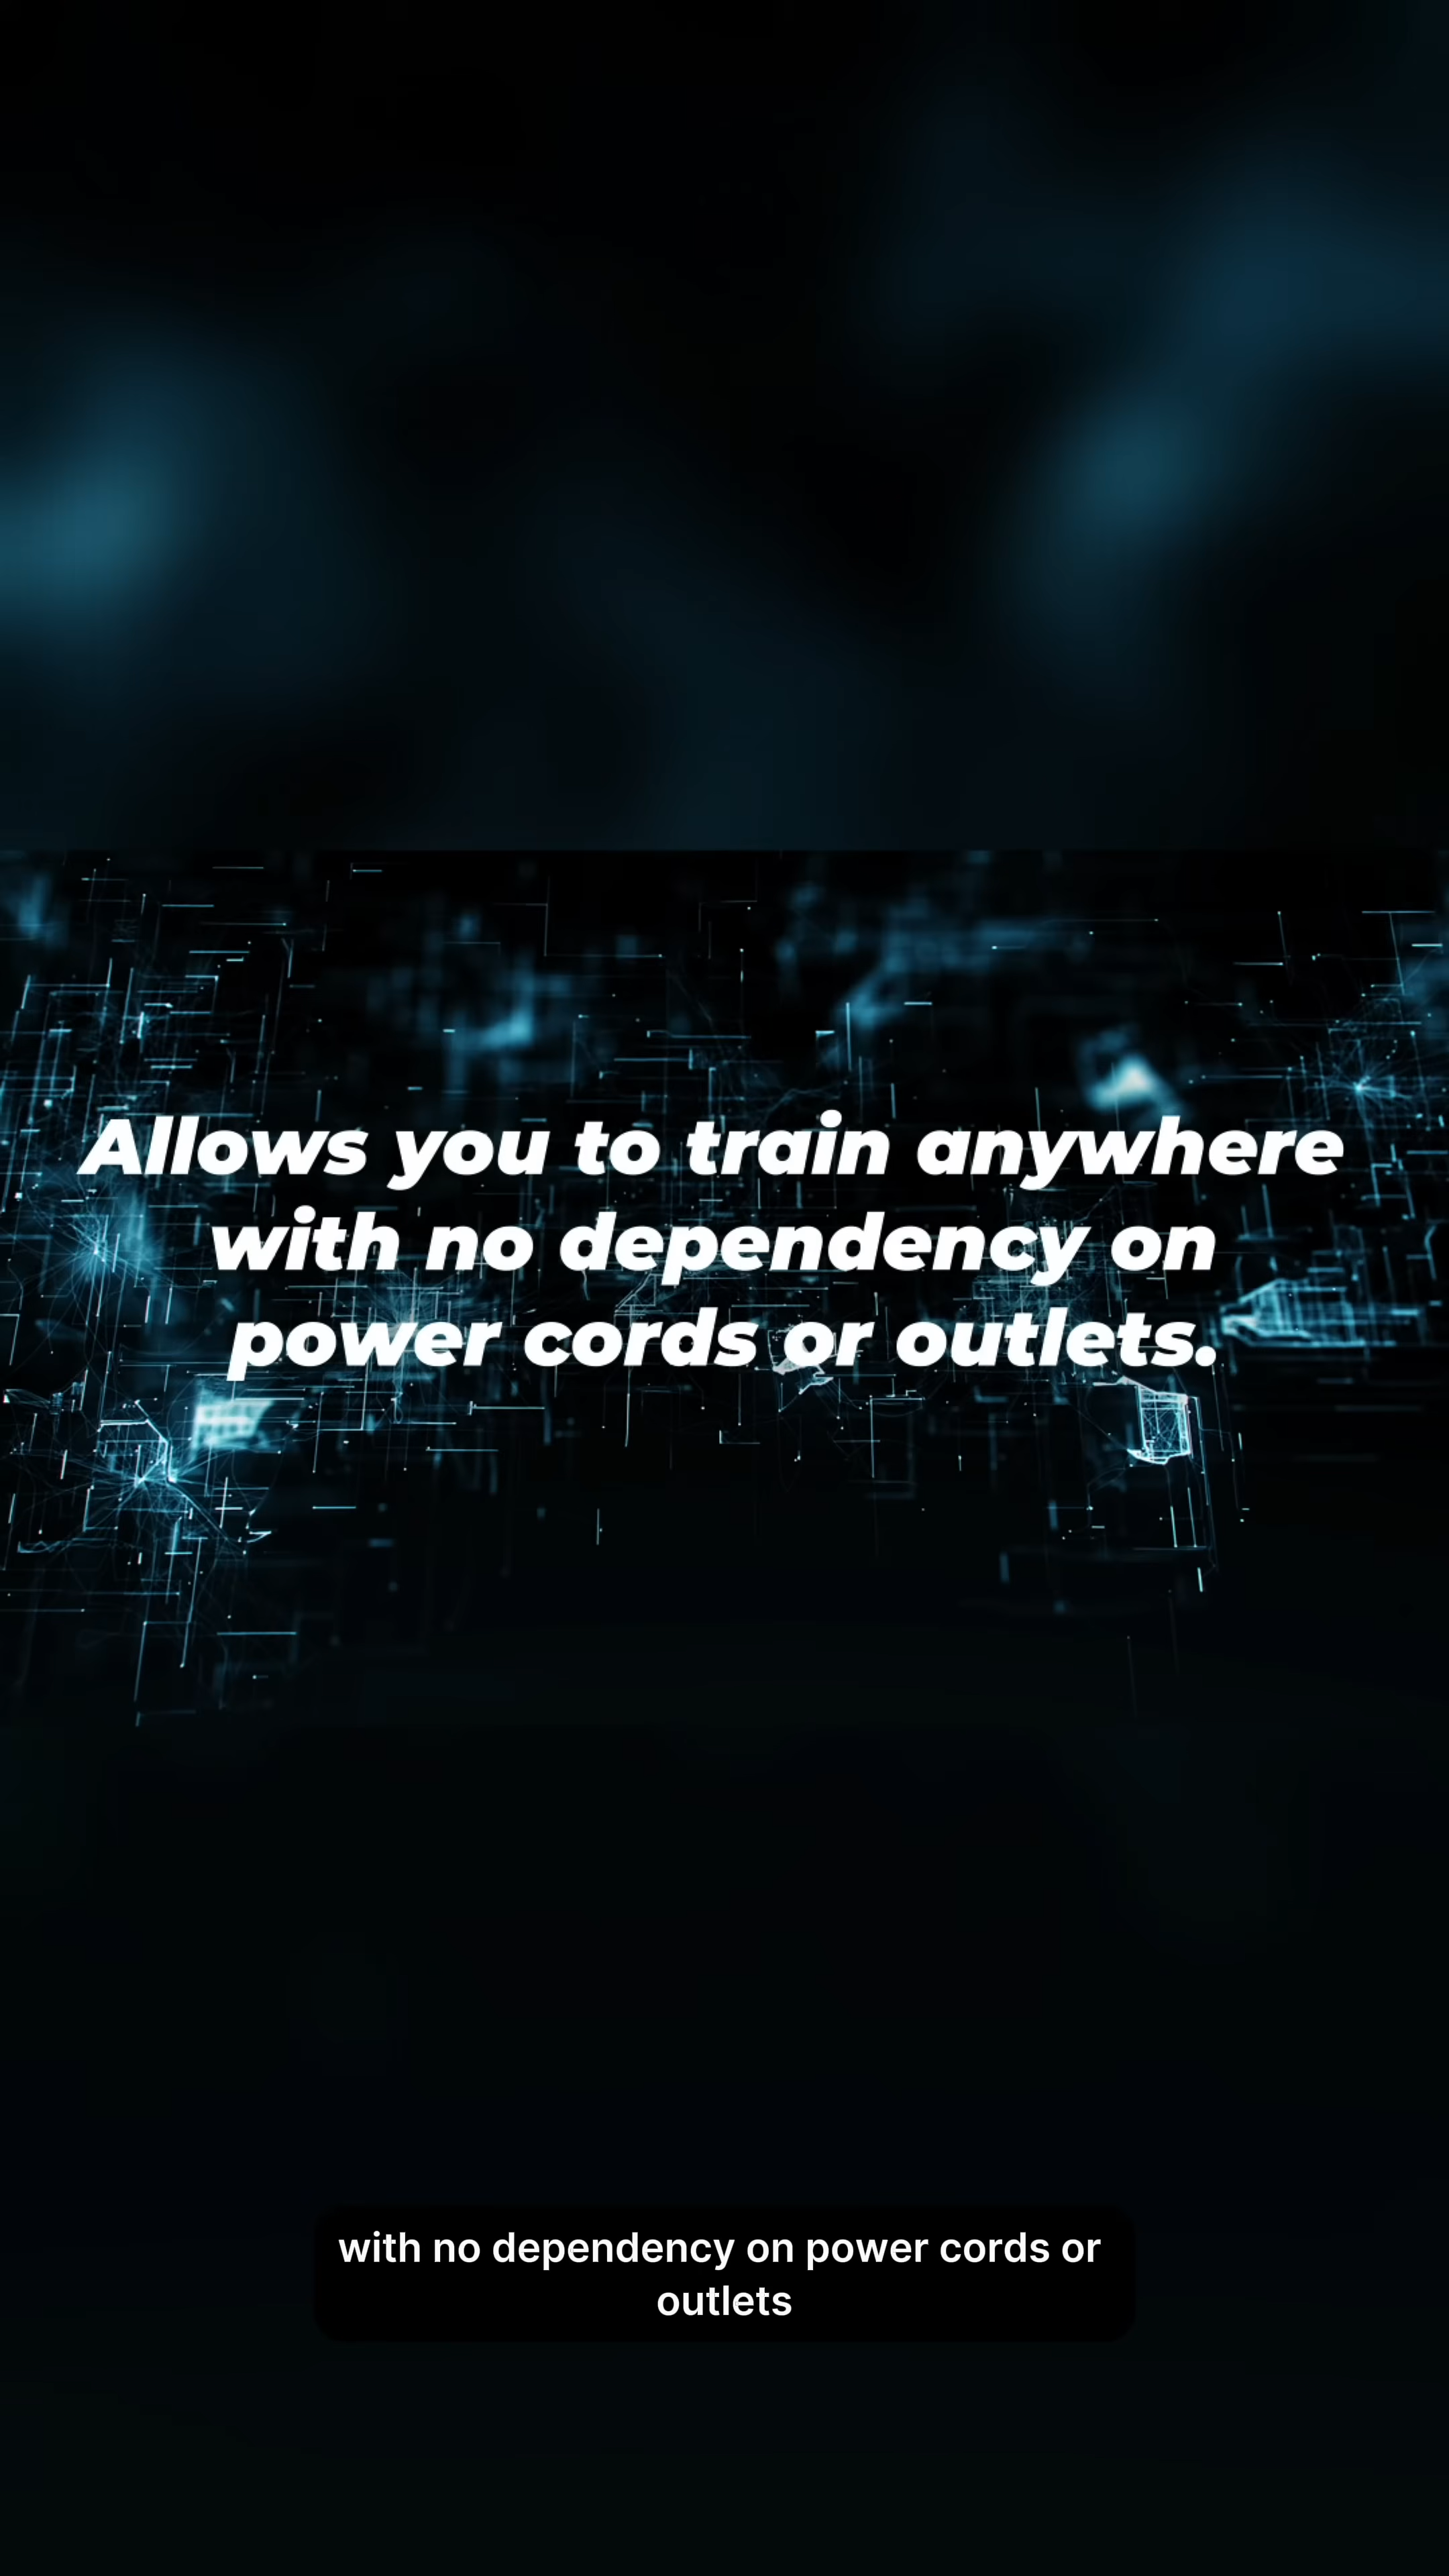 Allows you to train anywhere
with no dependency on
power cords or outlets.
with no dependency on power cords or
outlets